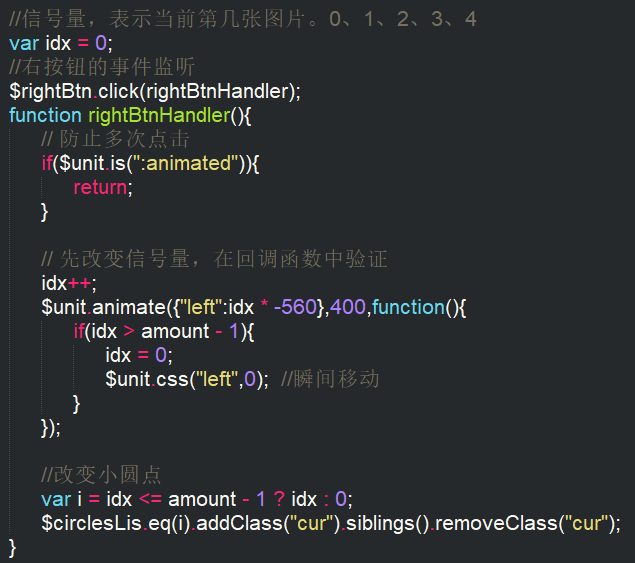 //信号量，表示当前第几张图片。0、1、2、3、4
var idx = 0;
//右按钮的事件监听
$rightBtn.click(rightBtnHandler);
function rightBtnHandler(){
// 防止多次点击
if($unit.is(":animated")){
return;
}
// 先改变信号量，在回调函数中验证
idx++;
$unit.animate({"left":idx * -560},400,function(){
if(idx > amount - 1){
idx = 0;
$unit.css("left",0);  //瞬间移动
}
});
//改变小圆点
var i = idx <= amount - 1 ? idx : 0;
$circlesLis.eq(i).addClass("cur").siblings().removeClass("cur");
}